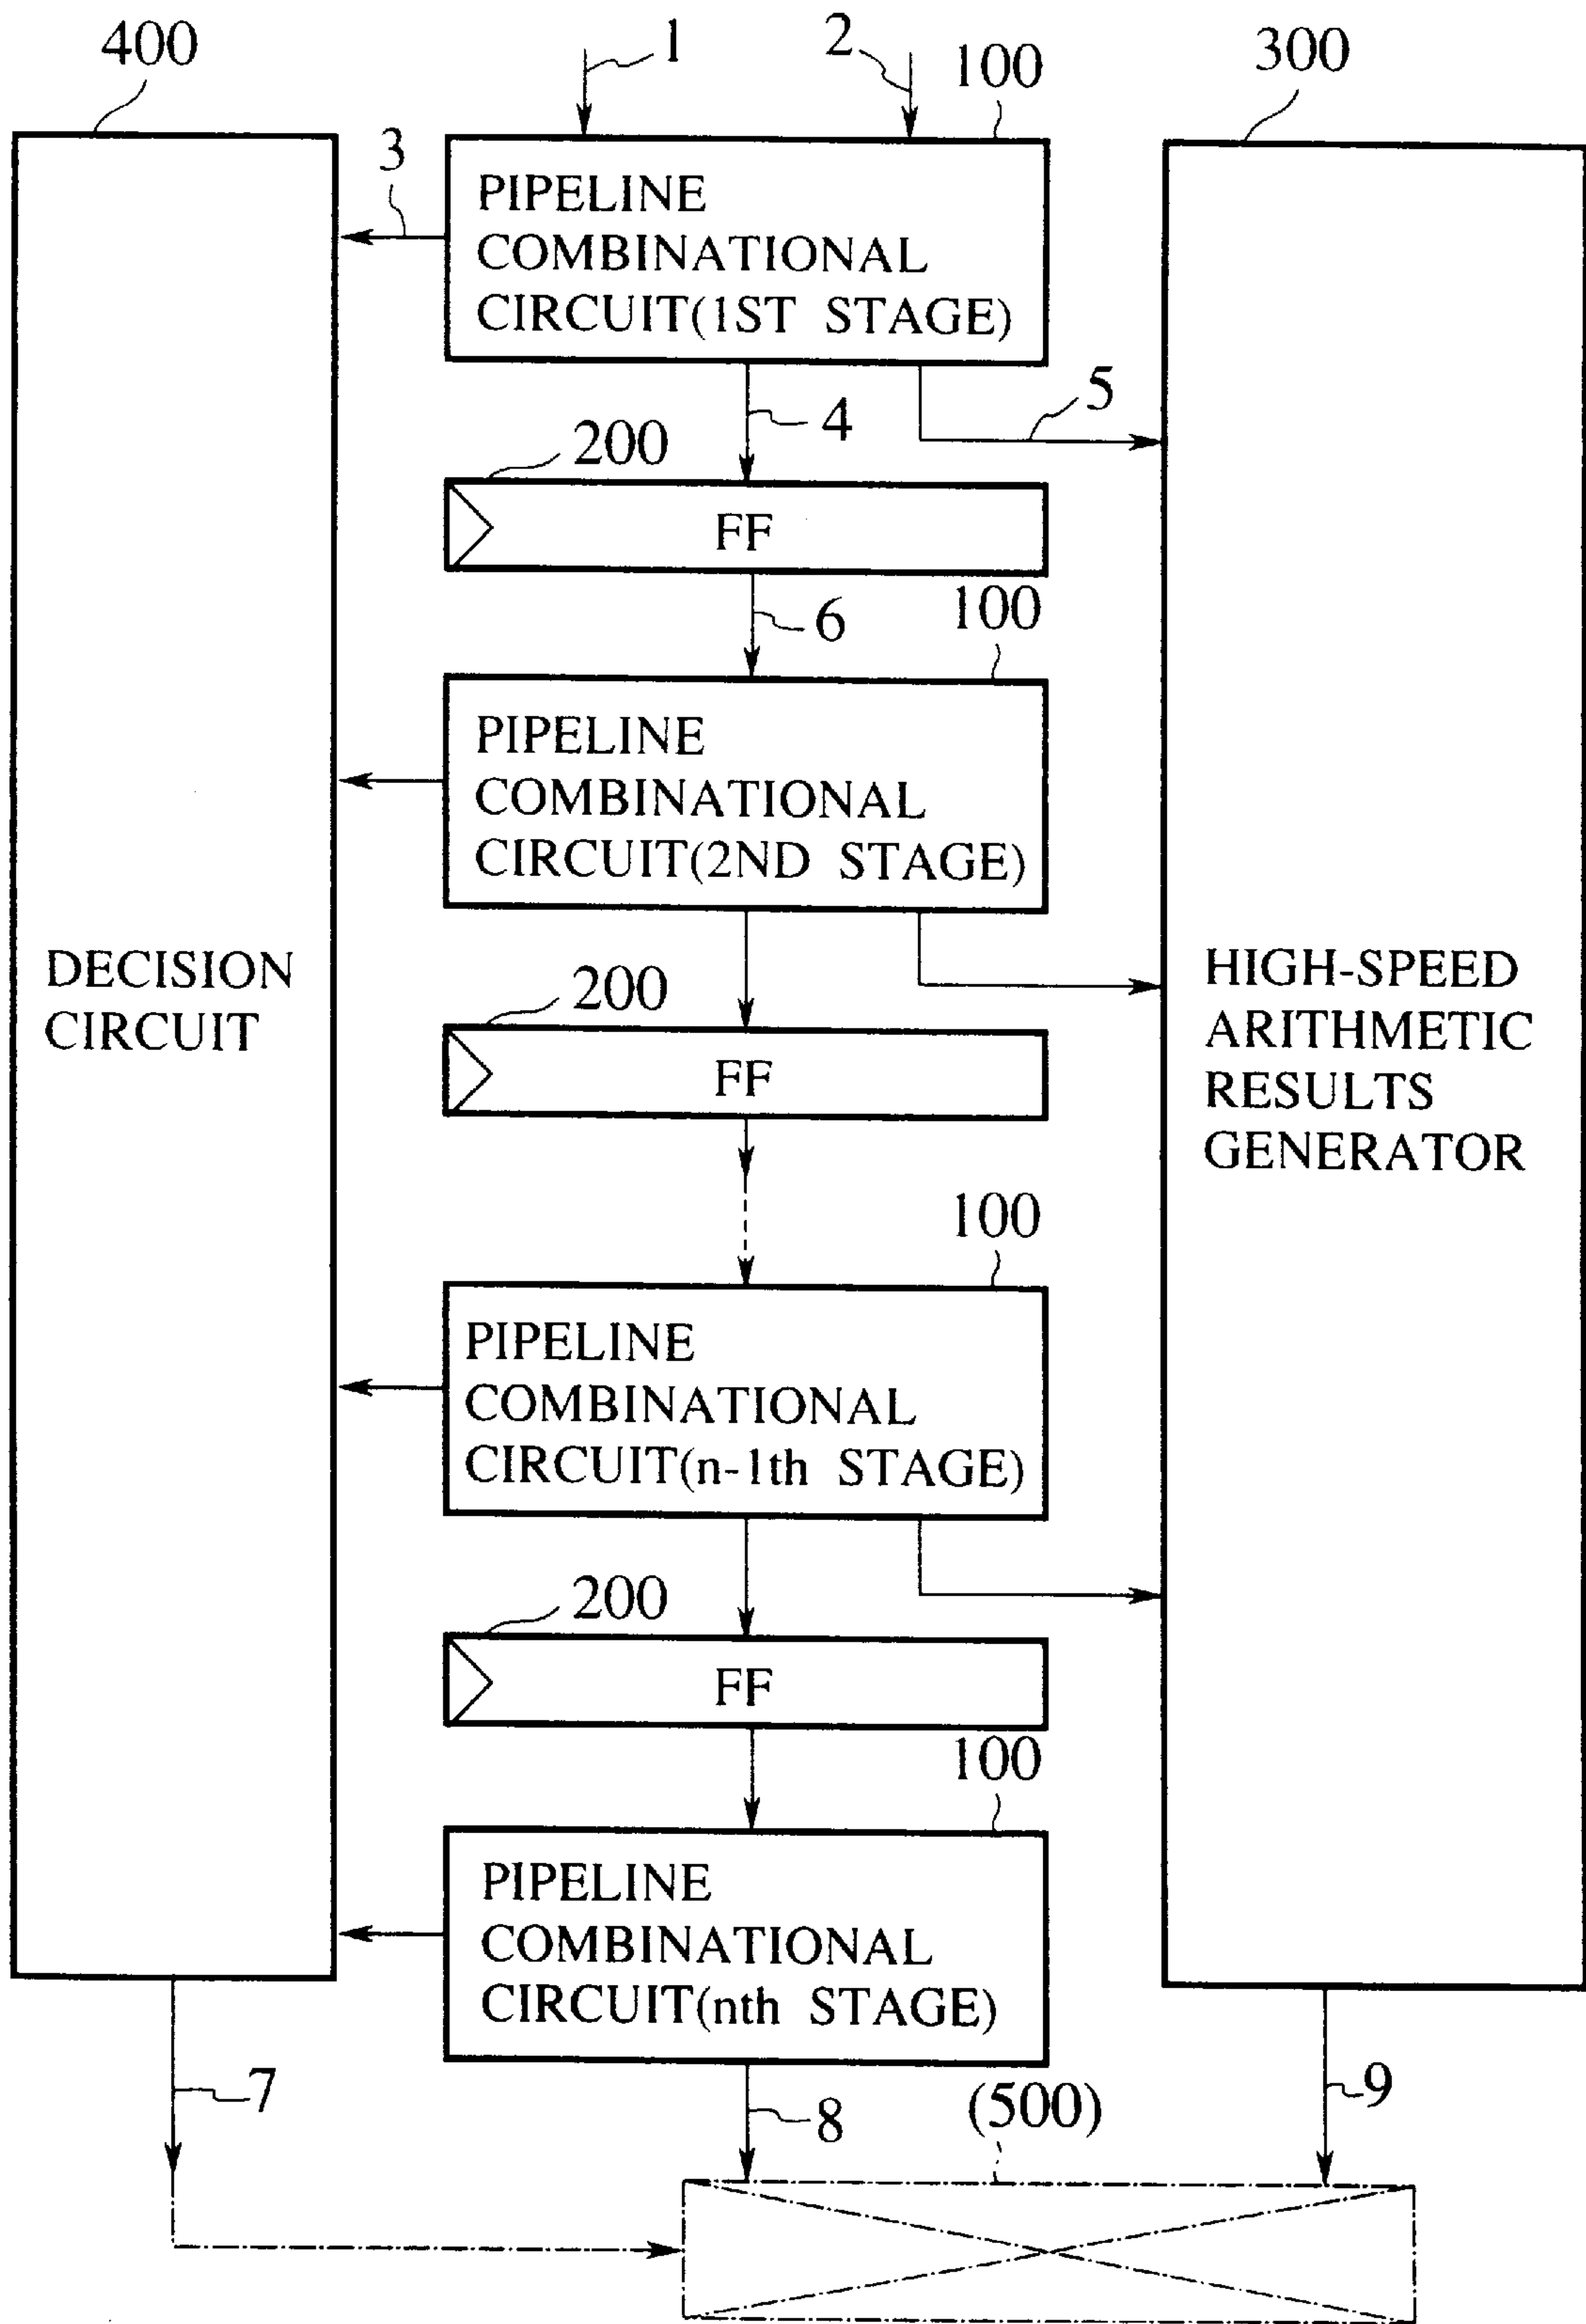 400
1
2
100
300
3
PIPELINE
COMBINATIONAL
CIRCUIT(1ST STAGE)
4
5
200
FF
6
100
PIPELINE
COMBINATIONAL
CIRCUIT(2ND STAGE)
DECISION
CIRCUIT
200
FF
HIGH-SPEED
ARITHMETIC
RESULTS
GENERATOR
100
PIPELINE
COMBINATIONAL
CIRCUIT(n-1th STAGE)
200
FF
100
PIPELINE
COMBINATIONAL
CIRCUIT(nth STAGE)
7
8
(500)
9